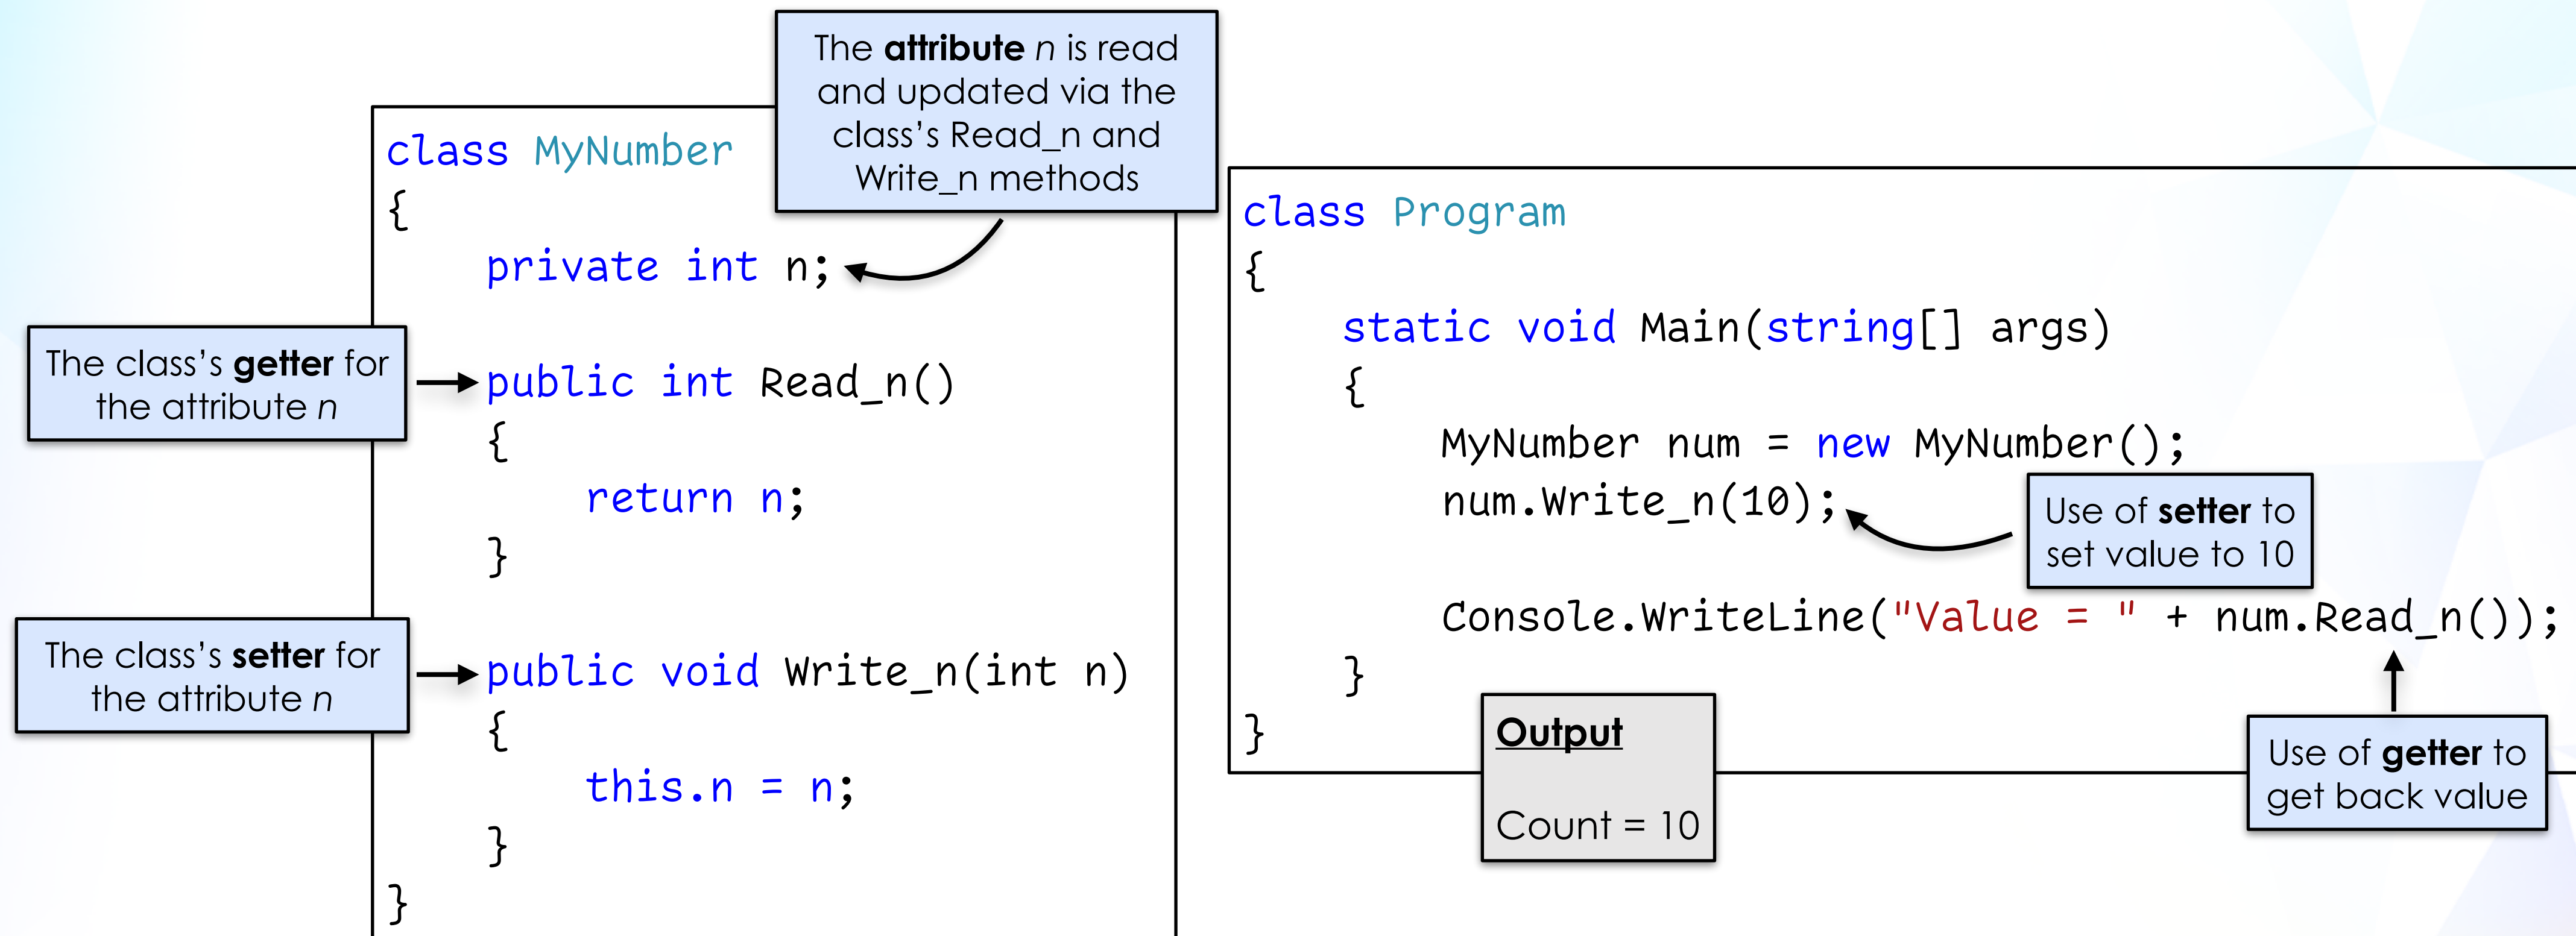 The attribute n is read
and updated via the
class's Read_n and
Write_n methods
class MyNumber
{
private int n;
The class's getter for
the attribute n
public int Read_n()
{
return n;
}
The class's setter for
the attribute n
public void Write_n(int n)
{
this.n = n;
}
}
class Program
{
static void Main(string[] args)
{
MyNumber num = new MyNumber();
num.Write_n(10);
Use of setter to
set value to 10
Console.WriteLine("Value = " + num.Read_n());
}
}
Output
Count = 10
Use of getter to
get back value